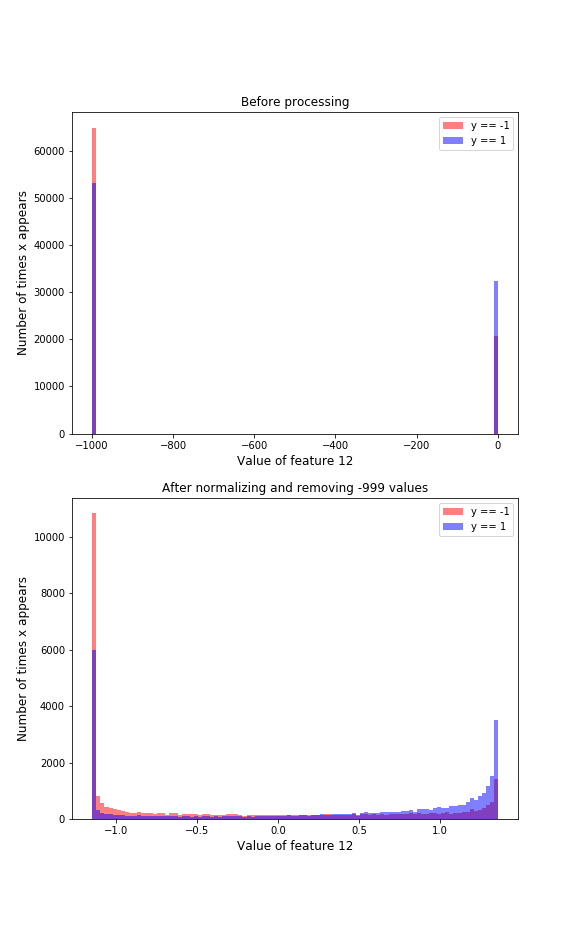 Before processing
y == -1
y == 1
Number of times x appears
60000
50000
40000
30000
20000
10000
0
−1000 −800 −600 −400 −200 0
Value of feature 12
After normalizing and removing -999 values
y == -1
y == 1
Number of times x appears
10000
8000
6000
4000
2000
0
−1.0 −0.5 0.0 0.5 1.0
Value of feature 12